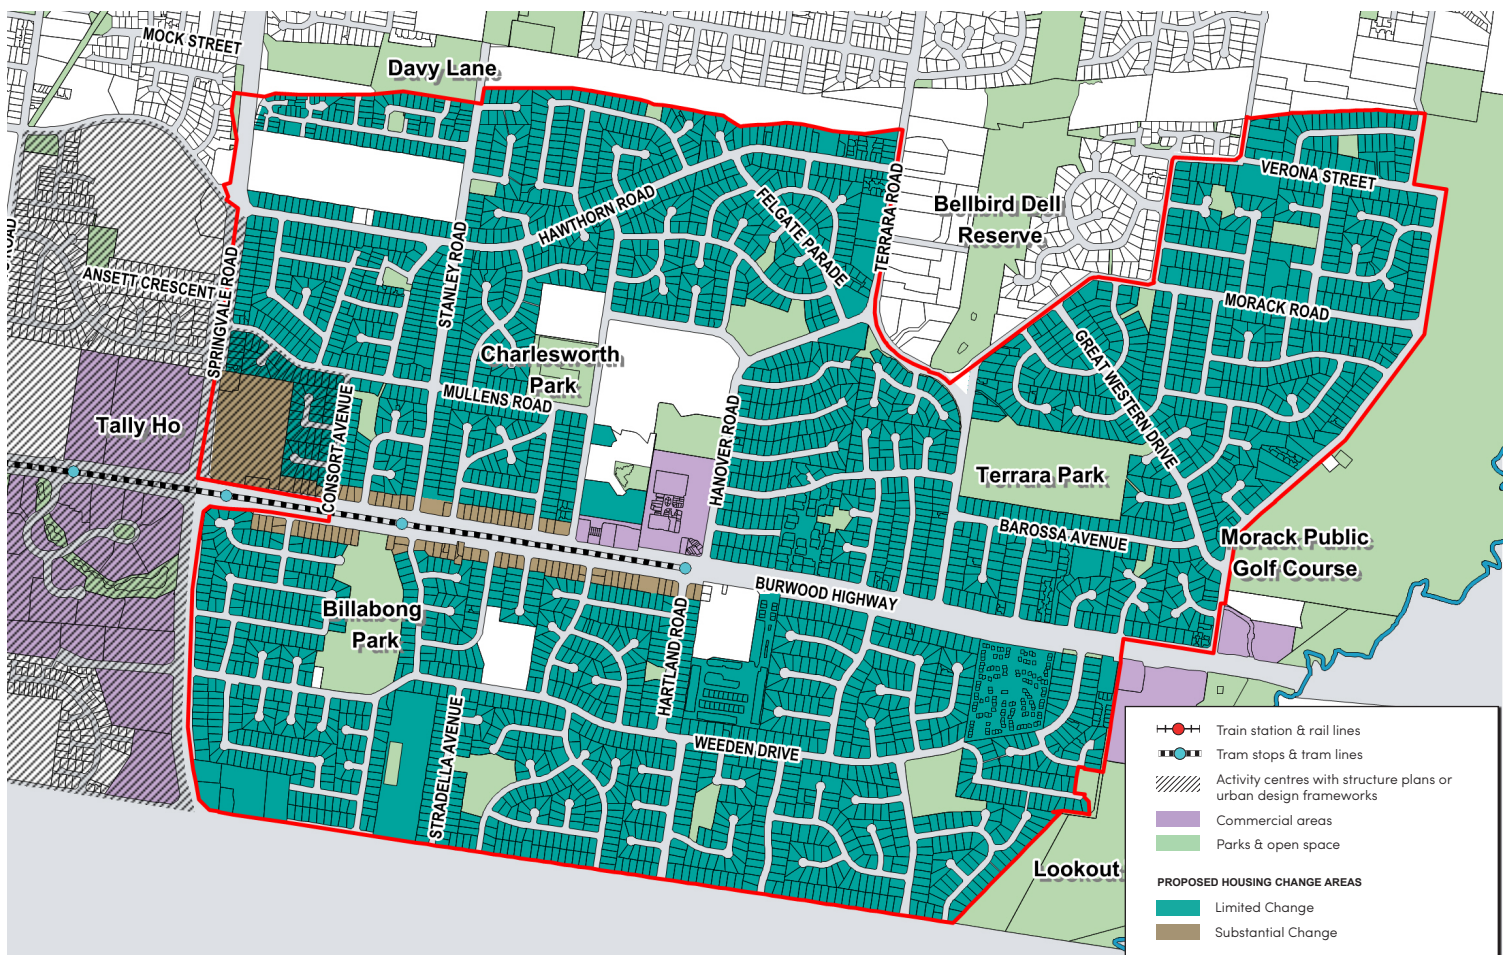 MOCK STREET
Davy Lane
VERONA STREET
HAWTHORN ROAD
FELGATE PARADE
TERRARA ROAD
Bellbird Dell
Reserve
ROAD
ANSETT CRESCENT
SPRINGVALE ROAD
STANLEY ROAD
MORACK ROAD
GREAT WESTERN DRIVE
Charlesworth
Park
MULLENS ROAD
CONSORT AVENUE
HANOVER ROAD
Tally Ho
Terrara Park
BAROSSA AVENUE
Morack Public
Golf Course
BURWOOD HIGHWAY
Billabong
Park
HARTLAND ROAD
STRADELLA AVENUE
WEEDEN DRIVE
Lookout
Train station & rail lines
Tram stops & tram lines
Activity centres with structure plans or
urban design frameworks
Commercial areas
Parks & open space
PROPOSED HOUSING CHANGE AREAS
Limited Change
Substantial Change